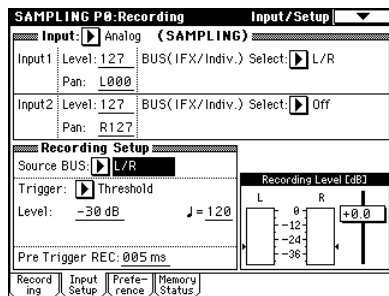 SAMPLING P0:Recording Input/Setup
Input: Analog (SAMPLING)
Input1 Level: 127 BUS(IFX/Indiv.) Select: L/R
Pan: L000
Input2 Level: 127 BUS(IFX/Indiv.) Select: Off
Pan: R127
Recording Setup
Source BUS: L/R
Trigger: Threshold
Level: -30 dB ♩= 120
Pre Trigger REC: 005 ms
Recording Level [dB]
L R
0
-12
-24
-36
+0.0
Record ing
Input Setup
Prefe- rence
Memory Status